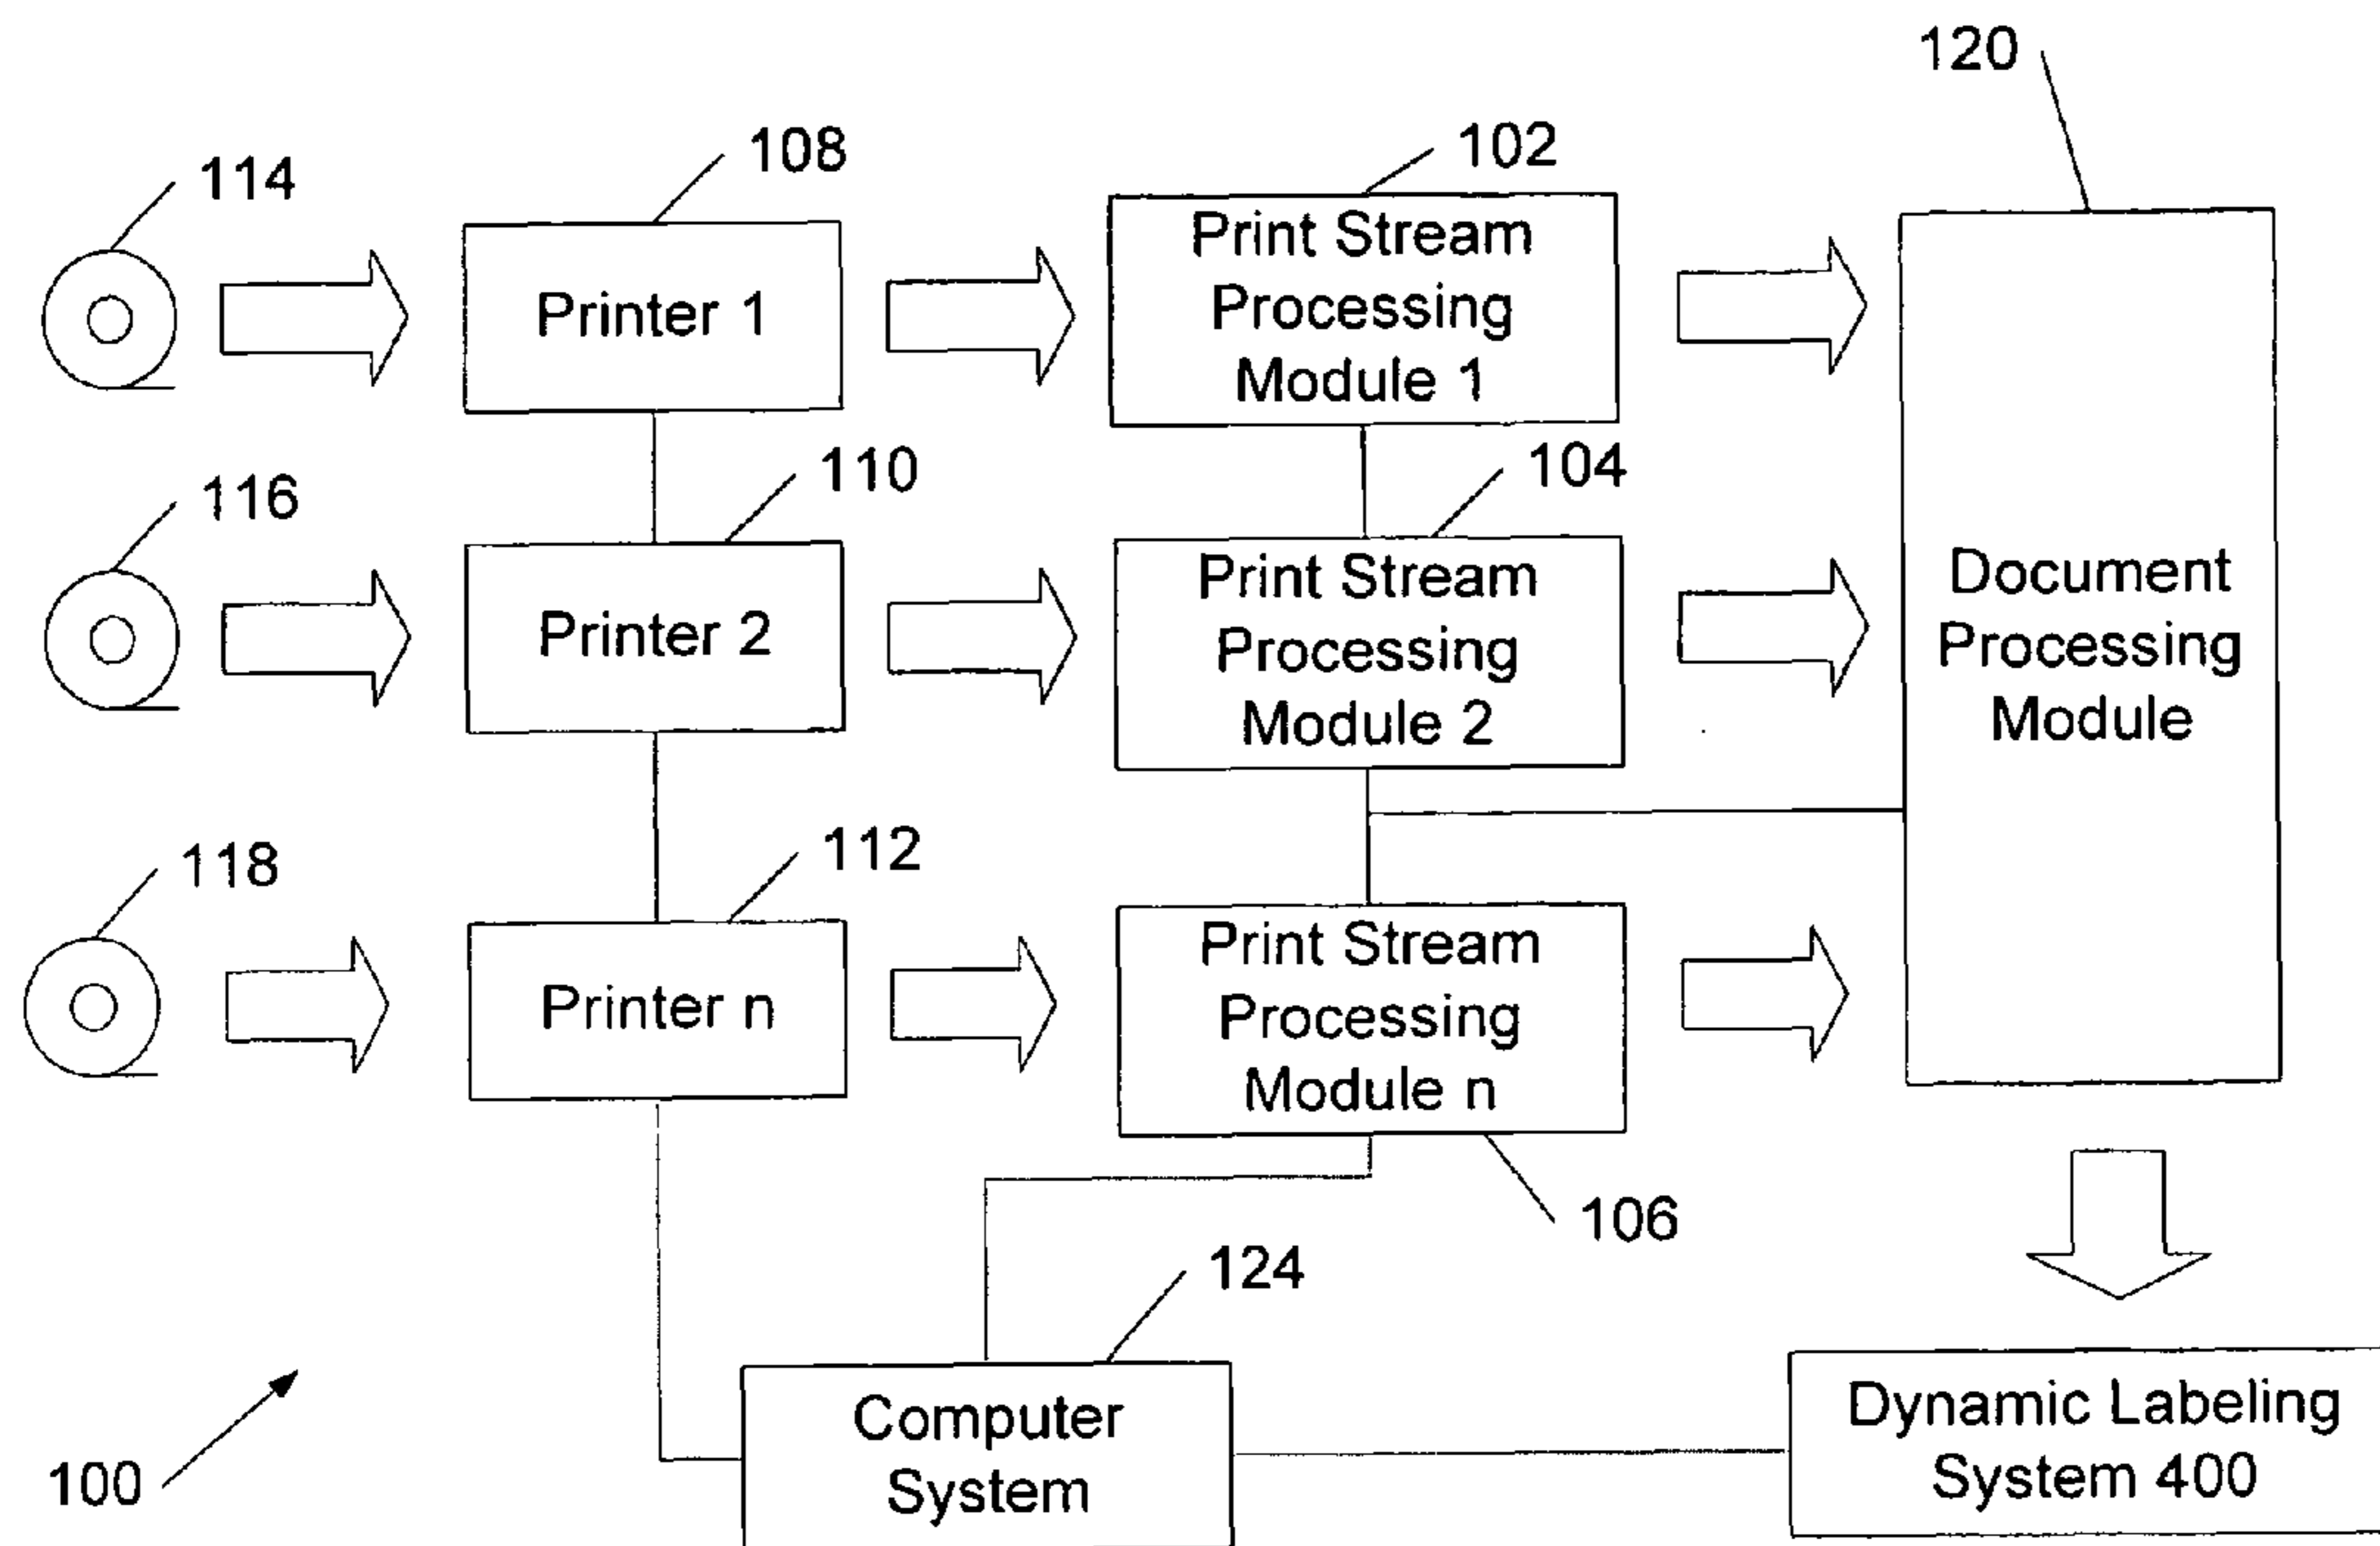 120
108
102
114
Print Stream
Processing
Module 1
Printer 1
110
104
116
Print Stream
Processing
Module 2
Printer 2
Document
Processing
Module
112
118
Print Stream
Processing
Module n
Printer n
106
124
Computer
System
Dynamic Labeling
System 400
100